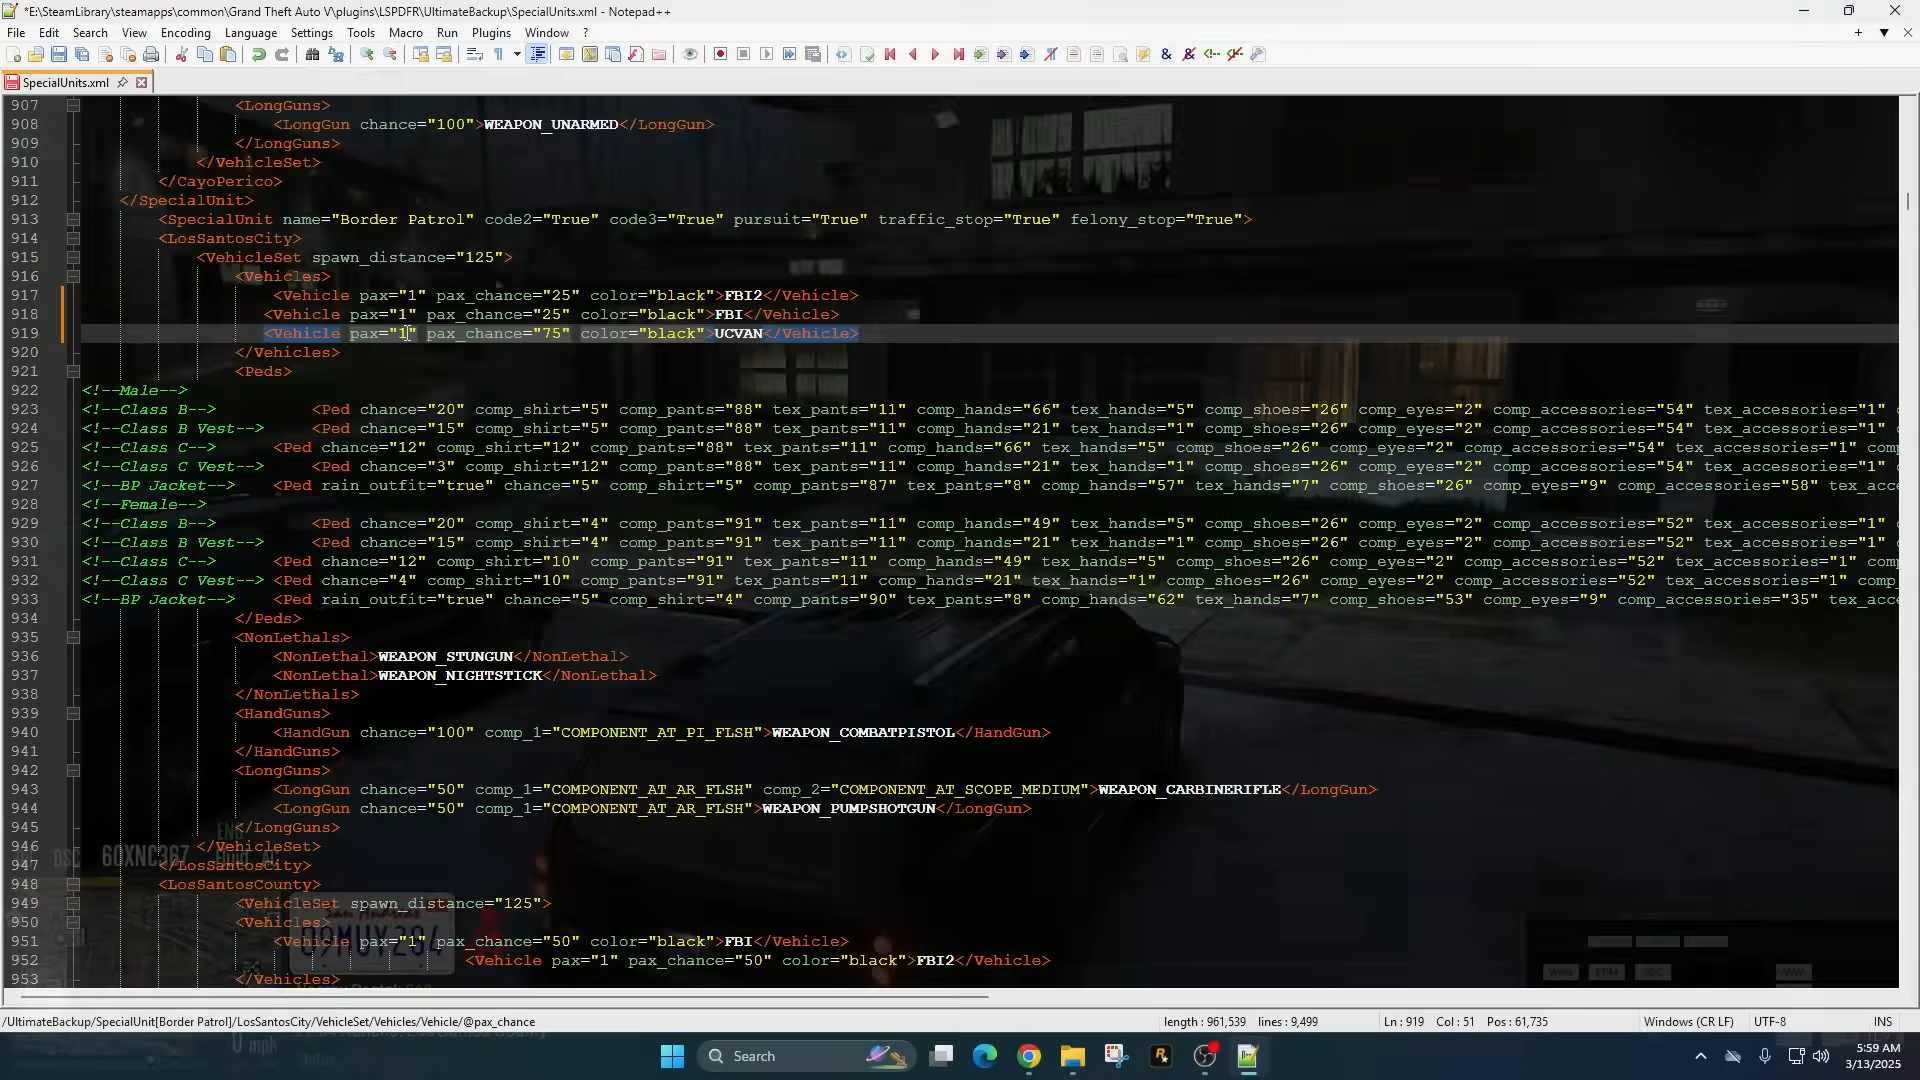 *E:\SteamLibrary\steamapps\common\Grand Theft Auto V\plugins\LSPDFR\UltimateBackup\SpecialUnits.xml - Notepad++
File Edit Search View Encoding Language Settings Tools Macro Run Plugins Window ?
SpecialUnits.xml
907 <LongGuns>
908 <LongGun chance="100">WEAPON_UNARMED</LongGun>
909 </LongGuns>
910 </VehicleSet>
911 </CayoPerico>
912 </SpecialUnit>
913 <SpecialUnit name="Border Patrol" code2="True" code3="True" pursuit="True" traffic_stop="True" felony_stop="True">
914 <LosSantosCity>
915 <VehicleSet spawn_distance="125">
916 <Vehicles>
917 <Vehicle pax="1" pax_chance="25" color="black">FBI2</Vehicle>
918 <Vehicle pax="1" pax_chance="25" color="black">FBI</Vehicle>
919 <Vehicle pax="1" pax_chance="75" color="black">UCVAN</Vehicle>
920 </Vehicles>
921 <Peds>
922 <!--Male-->
923 <!--Class B--> <Ped chance="20" comp_shirt="5" comp_pants="88" tex_pants="11" comp_hands="66" tex_hands="5" comp_shoes="26" comp_eyes="2" comp_accessories="54" tex_accessories="1" c
924 <!--Class B Vest--> <Ped chance="15" comp_shirt="5" comp_pants="88" tex_pants="11" comp_hands="21" tex_hands="1" comp_shoes="26" comp_eyes="2" comp_accessories="54" tex_accessories="1" c
925 <!--Class C--> <Ped chance="12" comp_shirt="12" comp_pants="88" tex_pants="11" comp_hands="66" tex_hands="5" comp_shoes="26" comp_eyes="2" comp_accessories="54" tex_accessories="1" comp
926 <!--Class C Vest--> <Ped chance="3" comp_shirt="12" comp_pants="88" tex_pants="11" comp_hands="21" tex_hands="1" comp_shoes="26" comp_eyes="2" comp_accessories="54" tex_accessories="1" c
927 <!--BP Jacket--> <Ped rain_outfit="true" chance="5" comp_shirt="5" comp_pants="87" tex_pants="8" comp_hands="57" tex_hands="7" comp_shoes="26" comp_eyes="9" comp_accessories="58" tex_acce
928 <!--Female-->
929 <!--Class B--> <Ped chance="20" comp_shirt="4" comp_pants="91" tex_pants="11" comp_hands="49" tex_hands="5" comp_shoes="26" comp_eyes="2" comp_accessories="52" tex_accessories="1" c
930 <!--Class B Vest--> <Ped chance="15" comp_shirt="4" comp_pants="91" tex_pants="11" comp_hands="21" tex_hands="1" comp_shoes="26" comp_eyes="2" comp_accessories="52" tex_accessories="1" c
931 <!--Class C--> <Ped chance="12" comp_shirt="10" comp_pants="91" tex_pants="11" comp_hands="49" tex_hands="5" comp_shoes="26" comp_eyes="2" comp_accessories="52" tex_accessories="1" comp
932 <!--Class C Vest--> <Ped chance="4" comp_shirt="10" comp_pants="91" tex_pants="11" comp_hands="21" tex_hands="1" comp_shoes="26" comp_eyes="2" comp_accessories="52" tex_accessories="1" comp_
933 <!--BP Jacket--> <Ped rain_outfit="true" chance="5" comp_shirt="4" comp_pants="90" tex_pants="8" comp_hands="62" tex_hands="7" comp_shoes="53" comp_eyes="9" comp_accessories="35" tex_acce
934 </Peds>
935 <NonLethals>
936 <NonLethal>WEAPON_STUNGUN</NonLethal>
937 <NonLethal>WEAPON_NIGHTSTICK</NonLethal>
938 </NonLethals>
939 <HandGuns>
940 <HandGun chance="100" comp_1="COMPONENT_AT_PI_FLSH">WEAPON_COMBATPISTOL</HandGun>
941 </HandGuns>
942 <LongGuns>
943 <LongGun chance="50" comp_1="COMPONENT_AT_AR_FLSH" comp_2="COMPONENT_AT_SCOPE_MEDIUM">WEAPON_CARBINERIFLE</LongGun>
944 <LongGun chance="50" comp_1="COMPONENT_AT_AR_FLSH">WEAPON_PUMPSHOTGUN</LongGun>
945 </LongGuns>
946 </VehicleSet>
947 </LosSantosCity>
948 <LosSantosCounty>
949 <VehicleSet spawn_distance="125">
950 <Vehicles>
951 <Vehicle pax="1" pax_chance="50" color="black">FBI</Vehicle>
952 <Vehicle pax="1" pax_chance="50" color="black">FBI2</Vehicle>
953 </Vehicles>
ENG
60XNC367
San Andreas
09MUY284
/UltimateBackup/SpecialUnit[Border Patrol]/LosSantosCity/VehicleSet/Vehicles/Vehicle/@pax_chance length : 961,539 lines : 9,499 Ln : 919 Col : 51 Pos : 61,735 Windows (CR LF) UTF-8 INS
0 mph
Search
5:59 AM
3/13/2025